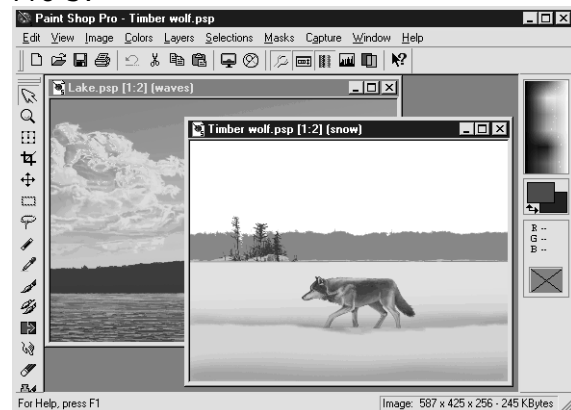 Paint Shop Pro - Timber wolf.psp
Edit View Image Colors Layers Selections Masks Capture Window Help
Lake.psp [1:2] (waves)
Timber wolf.psp [1:2] (snow)
R --
G --
B --
For Help, press F1
Image: 587 x 425 x 256 - 245 KBytes